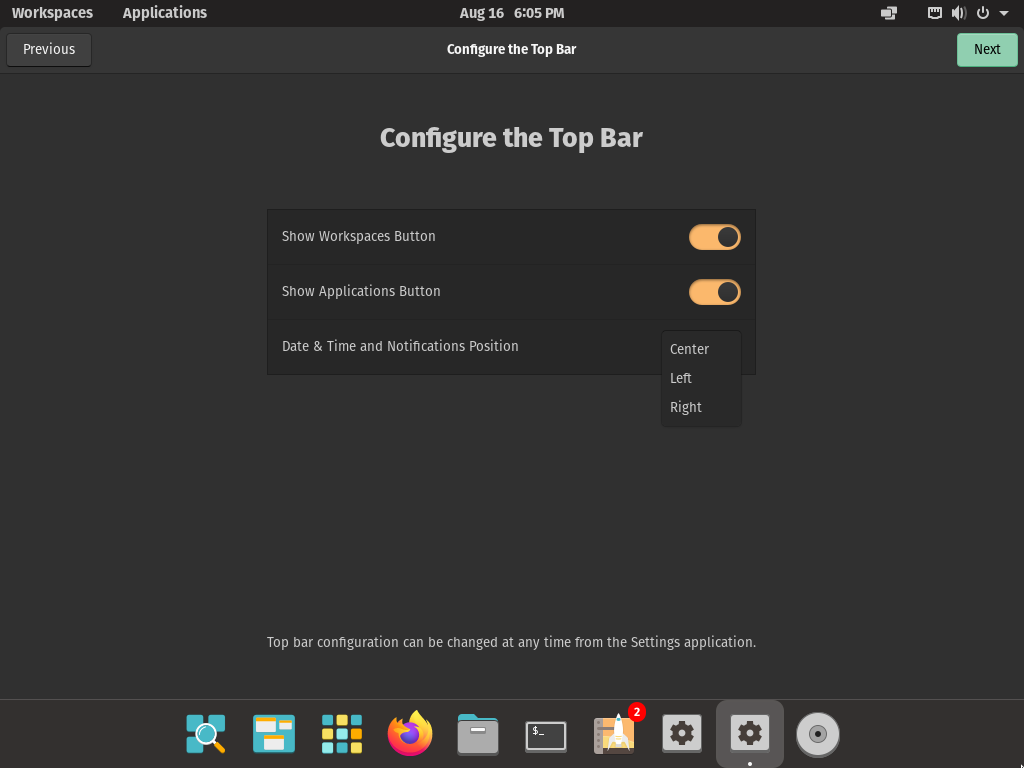 Workspaces Applications Aug 16 6:05 PM
Previous Configure the Top Bar Next
Configure the Top Bar
Show Workspaces Button
Show Applications Button
Date & Time and Notifications Position
Center
Left
Right
Top bar configuration can be changed at any time from the Settings application.
2
$_